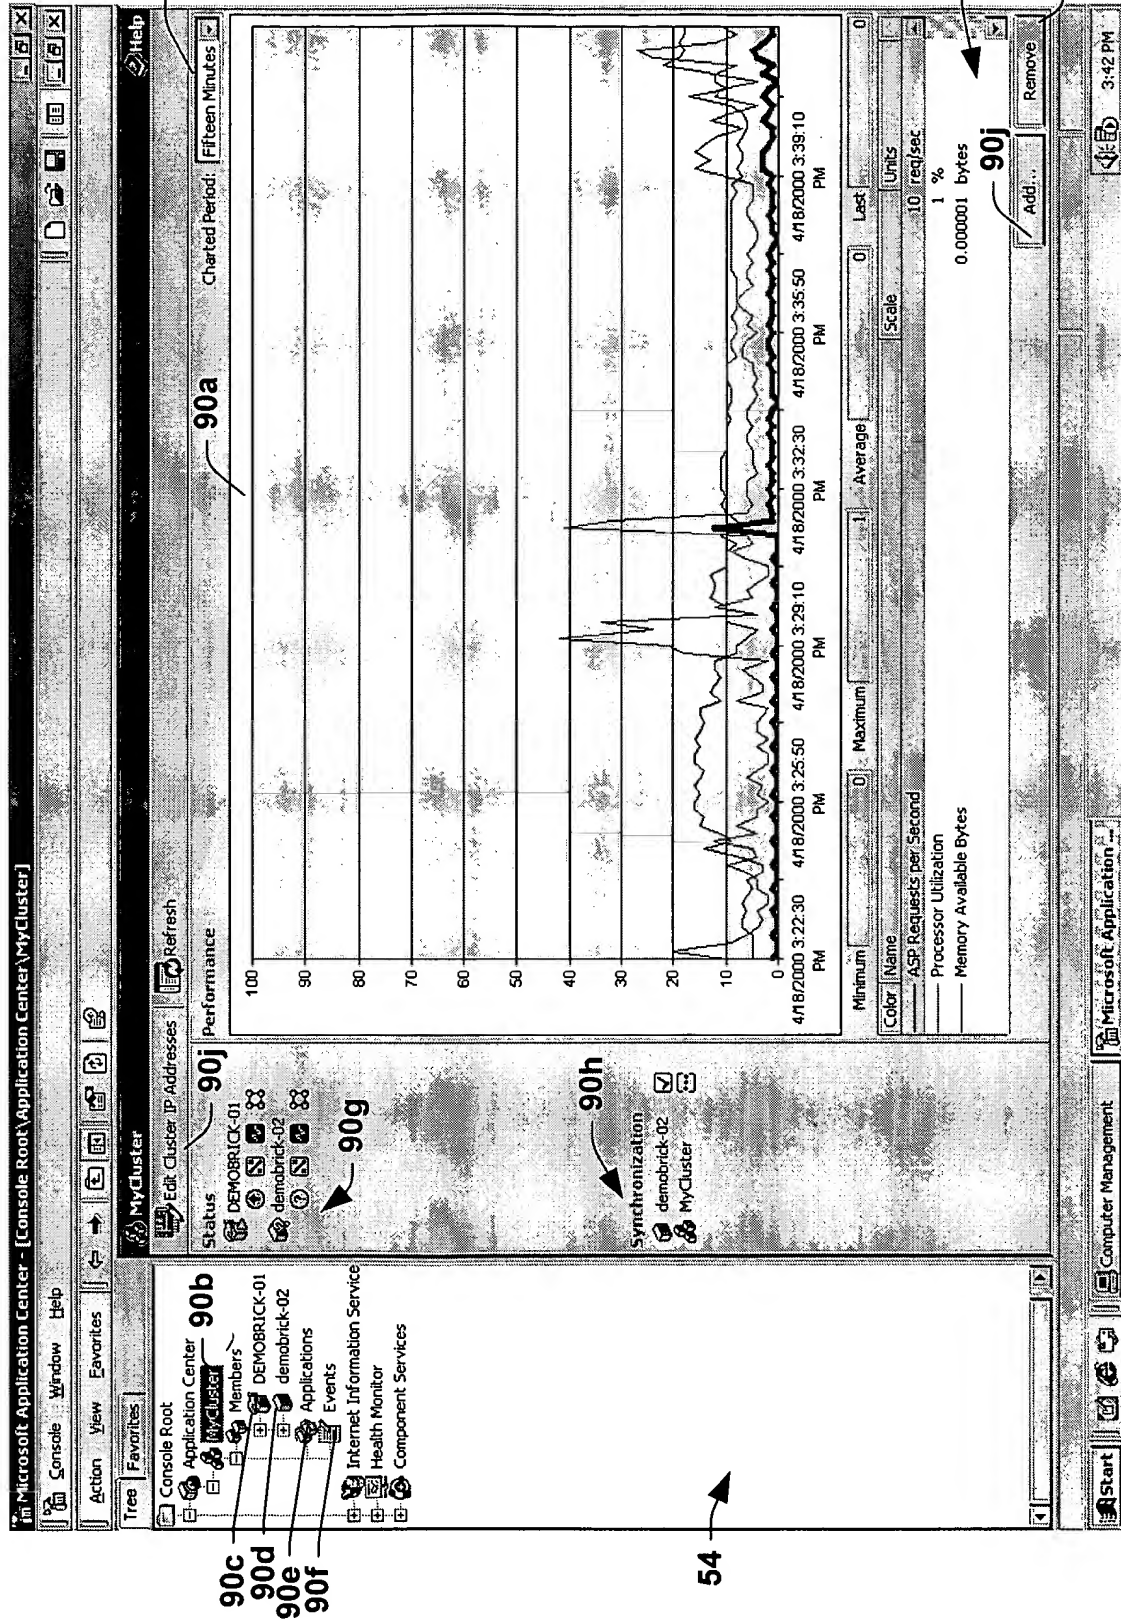 Microsoft Application Center - [Console Root\Application Center\MyCluster]
Console Window Help
Action View Favorites
Tree Favorites
Console Root
Application Center
MyCluster
Members
DEMOBRICK-01
demobrick-02
Applications
Events
Internet Information Service
Health Monitor
Component Services
90b
90c
90d
90e
90f
54
MyCluster
Help
Edit Cluster IP Addresses
Refresh
90j
Status
DEMOBRICK-01
demobrick-02
90g
Synchronization
90h
demobrick-02
MyCluster
Performance
Charted Period: Fifteen Minutes
90a
100
90
80
70
60
50
40
30
20
10
0
4/18/2000 3:22:30 PM
4/18/2000 3:25:50 PM
4/18/2000 3:29:10 PM
4/18/2000 3:32:30 PM
4/18/2000 3:35:50 PM
4/18/2000 3:39:10 PM
Minimum 0 Maximum 1 Average 0 Last 0
Color Name Scale Units
ASP Requests per Second 10 req/sec
Processor Utilization 1 %
Memory Available Bytes 0.000001 bytes
90j
Add... Remove
Start
Computer Management
Microsoft Application ...
3:42 PM